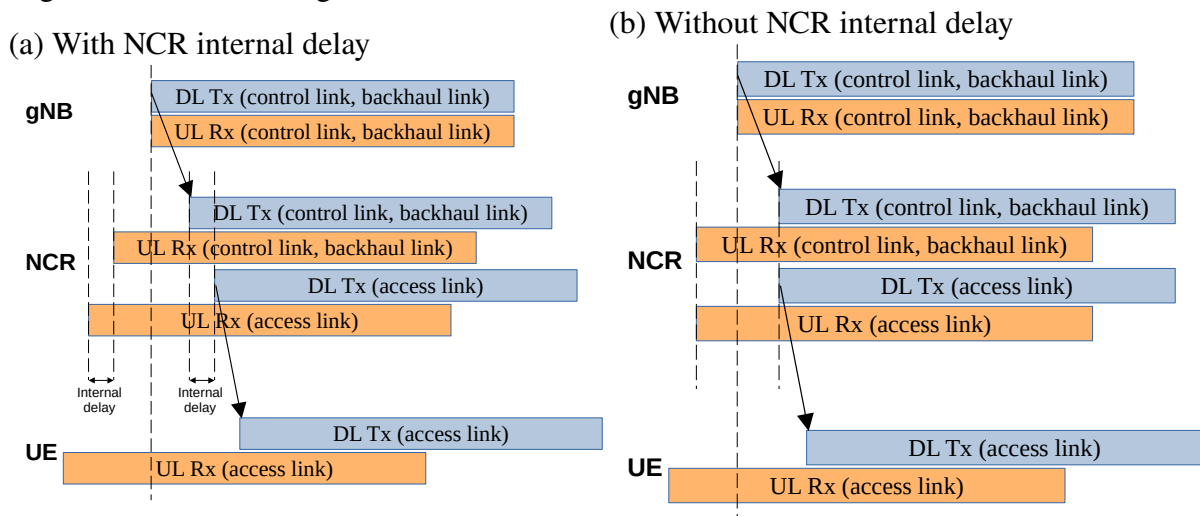 (a) With NCR internal delay
gNB
DL Tx (control link, backhaul link)
UL Rx (control link, backhaul link)
NCR
DL Tx (control link, backhaul link)
UL Rx (control link, backhaul link)
DL Tx (access link)
UL Rx (access link)
Internal
delay
Internal
delay
UE
DL Tx (access link)
UL Rx (access link)
(b) Without NCR internal delay
gNB
DL Tx (control link, backhaul link)
UL Rx (control link, backhaul link)
NCR
DL Tx (control link, backhaul link)
UL Rx (control link, backhaul link)
DL Tx (access link)
UL Rx (access link)
UE
DL Tx (access link)
UL Rx (access link)